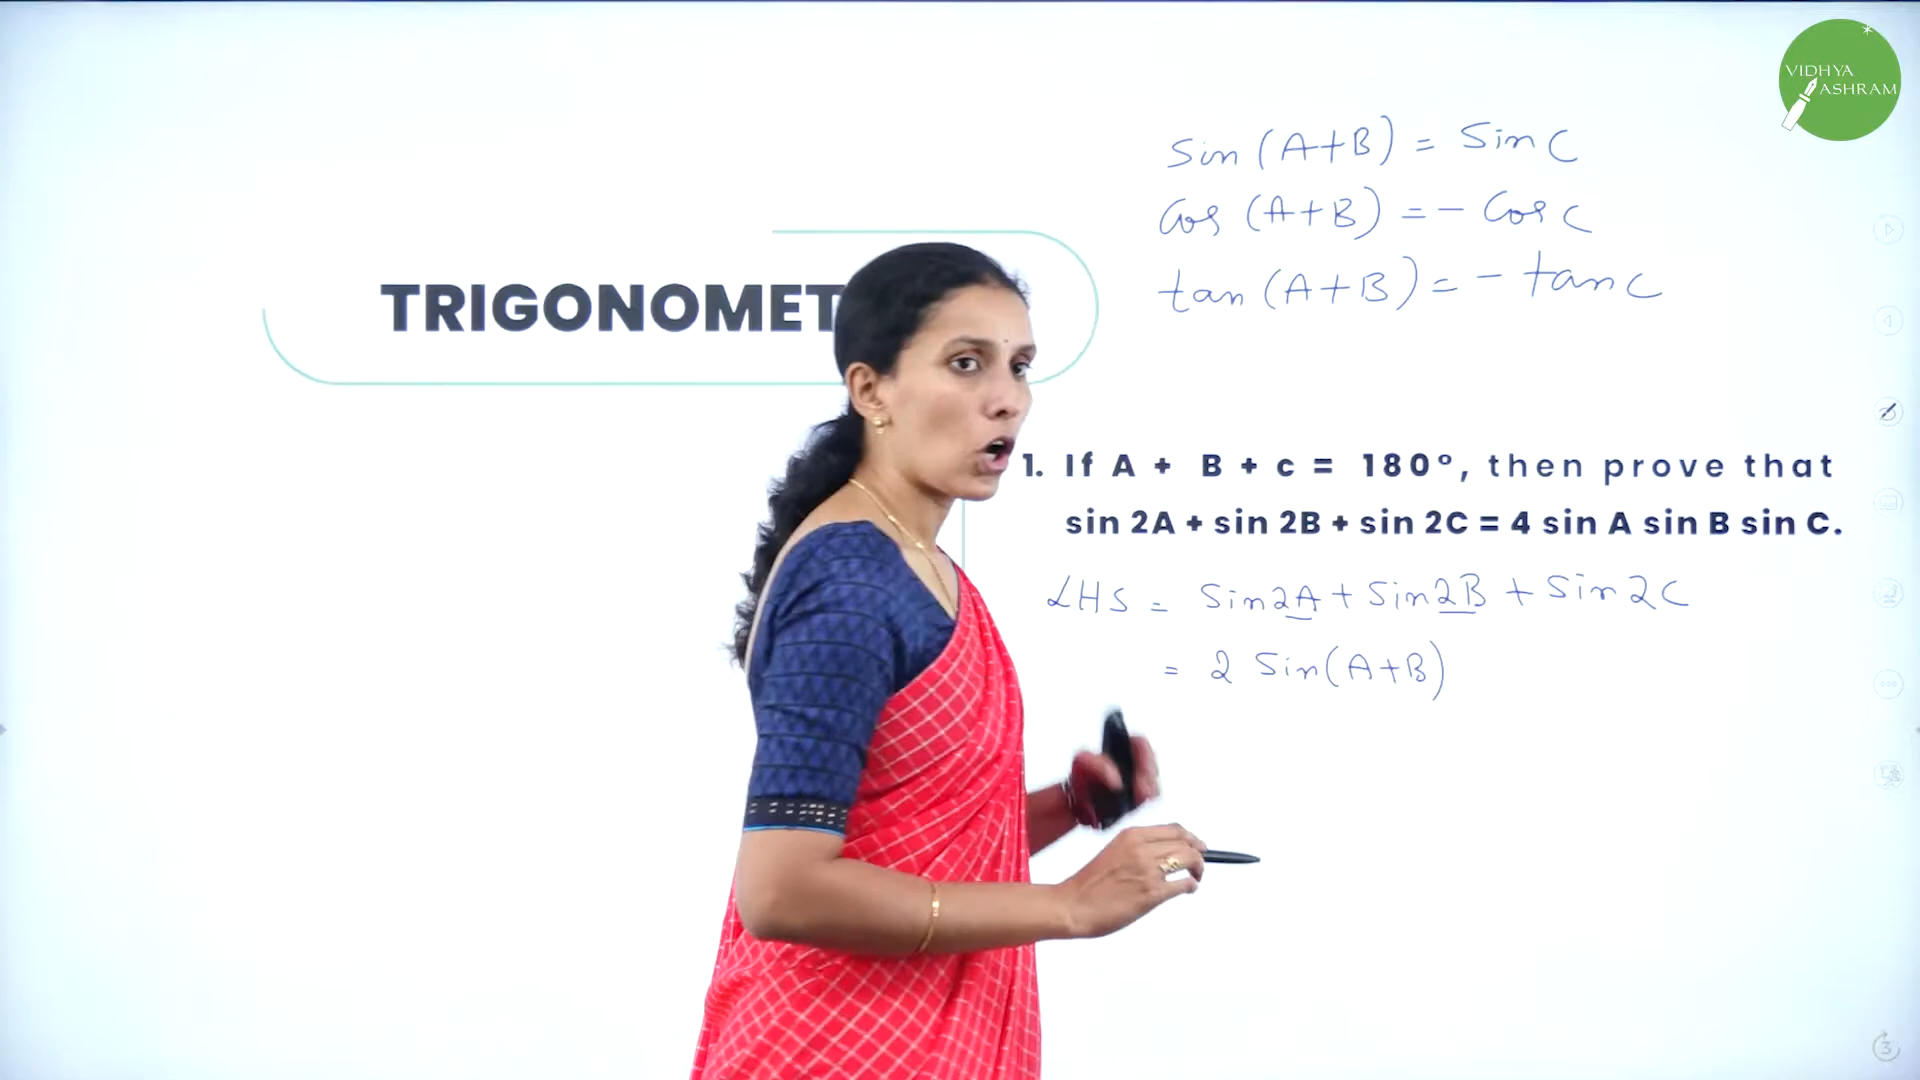 VIDHYA
ASHRAM
sin (A+B) = Sin C
Cos (A+B) = - Cos C
tan (A+B) = - tan C
TRIGONOMET
1. If A + B + c = 180°, then prove that
sin 2A + sin 2B + sin 2C = 4 sin A sin B sin C.
LHS = Sin2A + Sin2B + Sin2C
= 2 Sin(A+B)
3